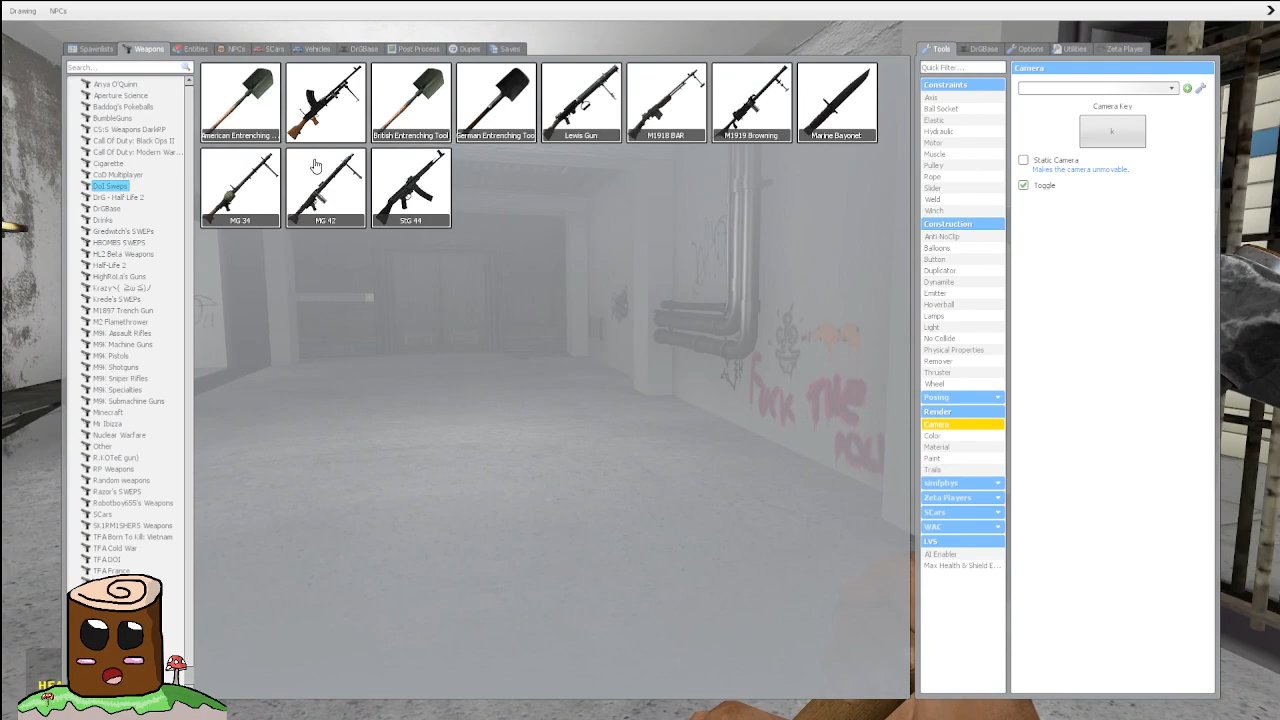 Drawing NPCs
Spawnlists Weapons Entities NPCs SCars Vehicles DrGBase Post Process Dupes Saves
Tools DrGBase Options Utilities Zeta Player
Search...
Anya O'Quinn
Aperture Science
Baddog's Pokeballs
BumbleGuns
CS:S Weapons DarkRP
Call Of Duty: Black Ops II
Call Of Duty: Modern War...
Cigarette
CoD Multiplayer
DoI Sweps
DrG - Half Life 2
DrGBase
Drinks
Gredwitch's SWEPs
HBOMBS SWEPS
HL2 Beta Weapons
Half-Life 2
HighRoLa's Guns
Krede's SWEPs
M1897 Trench Gun
M2 Flamethrower
M9K Assault Rifles
M9K Machine Guns
M9K Pistols
M9K Shotguns
M9K Sniper Rifles
M9K Specialties
M9K Submachine Guns
Minecraft
Mr Ibizza
Nuclear Warfare
Other
R.KOTeE gun)
RP Weapons
Random weapons
Razor's SWEPS
Robotboy655's Weapons
SCars
SK1RM1SHERS Weapons
TFA Born To Kill: Vietnam
TFA Cold War
TFA DOI
TFA France
American Entrenching ...
British Entrenching Tool
German Entrenching Tool
Lewis Gun
M1918 BAR
M1919 Browning
Marine Bayonet
MG 34
MG 42
StG 44
FUCK THE
YOU
HEA
Quick Filter...
Constraints
Axis
Ball Socket
Elastic
Hydraulic
Motor
Muscle
Pulley
Rope
Slider
Weld
Winch
Construction
Anti-NoClip
Balloons
Button
Duplicator
Dynamite
Emitter
Hoverball
Lamps
Light
No Collide
Physical Properties
Remover
Thruster
Wheel
Posing
Render
Camera
Color
Material
Paint
Trails
simfphys
Zeta Players
SCars
WAC
LVS
AI Enabler
Max Health & Shield E...
Camera
Camera Key
k
Static Camera
Makes the camera unmovable.
Toggle